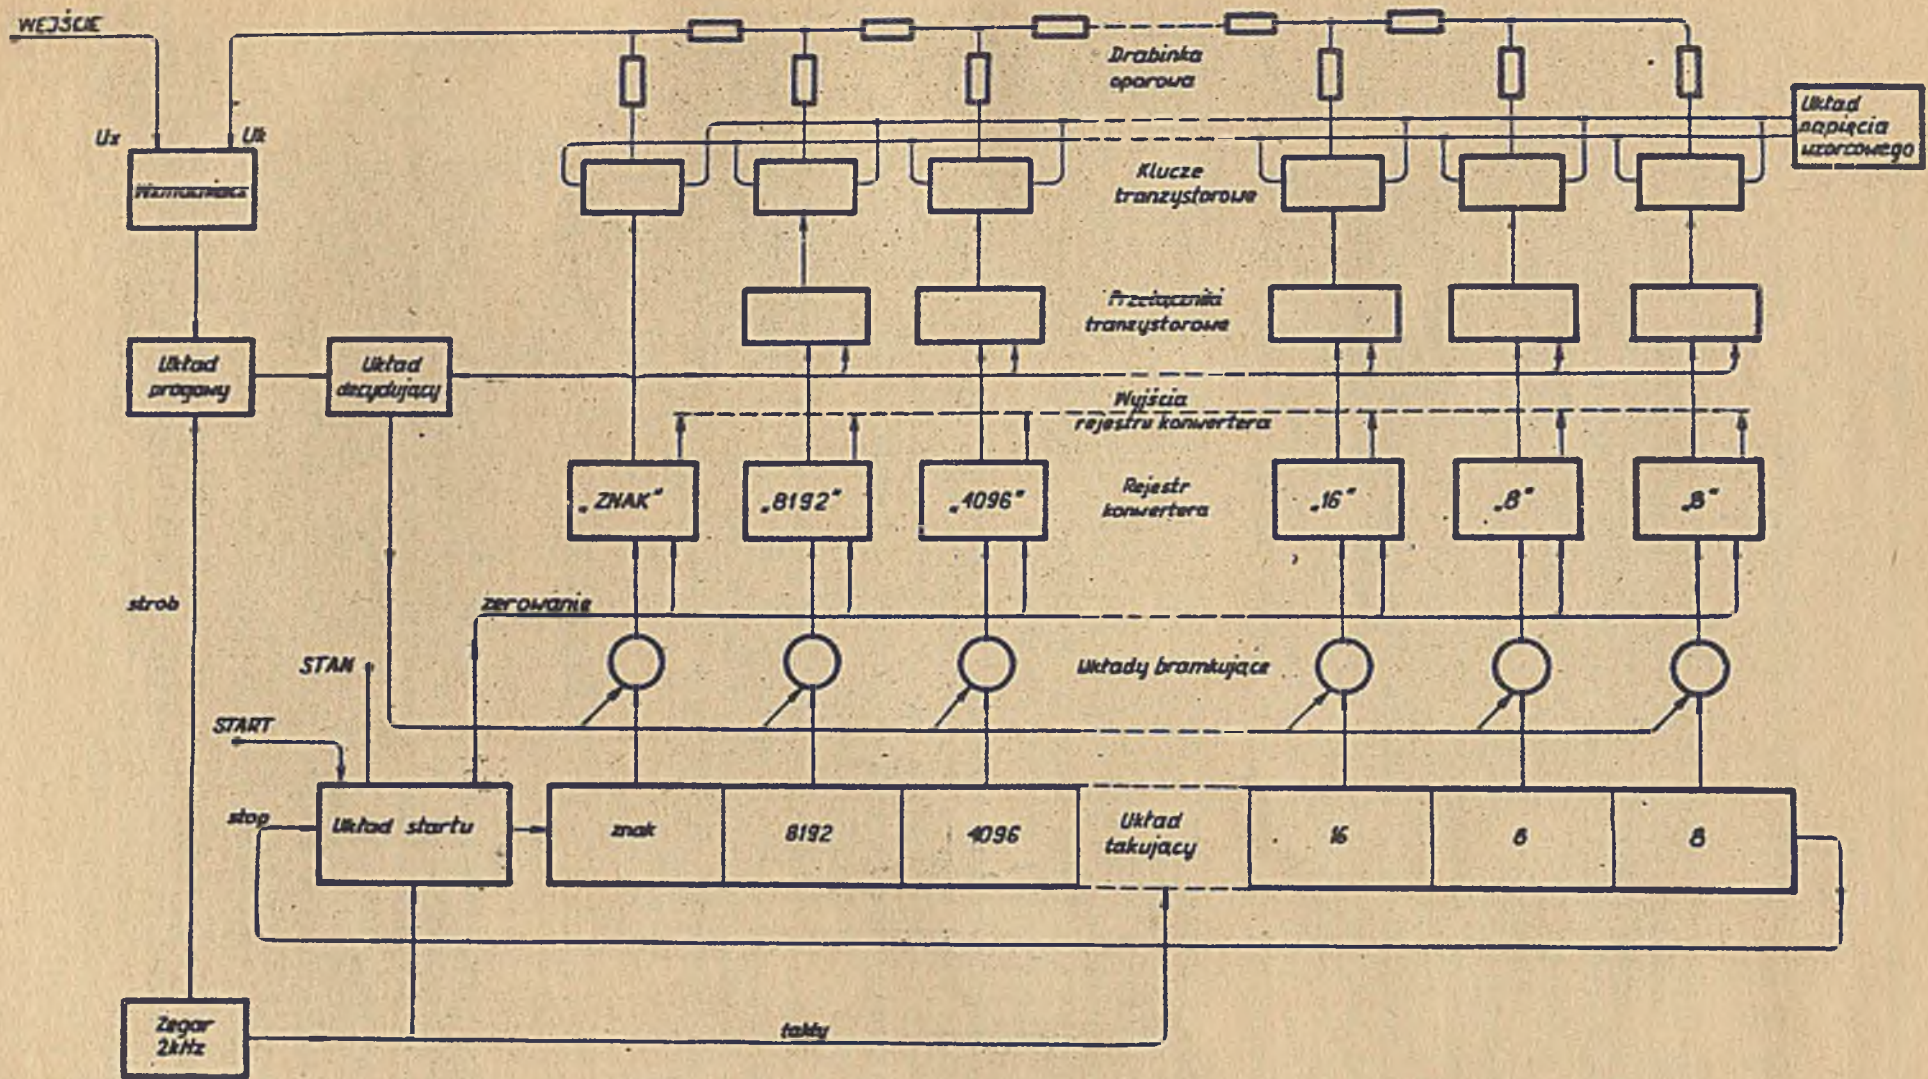 WEJŚCIE
Drabinka
oporowa
Układ
napięcia
wzorcowego
Ux
Uk
Wzmacniacz
Klucze
tranzystorowe
Przełączniki
tranzystorowe
Układ
progowy
Układ
decydujący
Wyjścia
rejestru konwertera
„ZNAK"
„8192"
„4096"
Rejestr
konwertera
„16"
„8"
„8"
strob
zerowanie
STAN
Układy bramkujące
START
stop
Układ startu
znak
8192
4096
Układ
takujący
16
8
8
Zegar
2kHz
takty